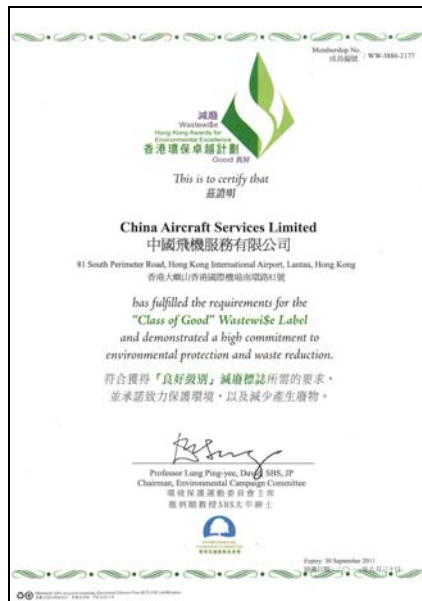 Membership No. : WW-3886-2177
成員編號
減廢
Wastewi$e
Hong Kong Awards for
Environmental Excellence
香港環保卓越計劃
Good 良好
This is to certify that
茲證明
China Aircraft Services Limited
中國飛機服務有限公司
81 South Perimeter Road, Hong Kong International Airport, Lantau, Hong Kong
香港大嶼山香港國際機場南環路81號
has fulfilled the requirements for the
"Class of Good" Wastewi$e Label
and demonstrated a high commitment to
environmental protection and waste reduction.
符合獲得「良好級別」減廢標誌所需的要求，
並承諾致力保護環境，以及減少產生廢物。
Professor Lung Ping-yee, David, SBS, JP
Chairman, Environmental Campaign Committee
環境保護運動委員會主席
龍炳頤教授SBS太平紳士
Expiry: 30 September 2011